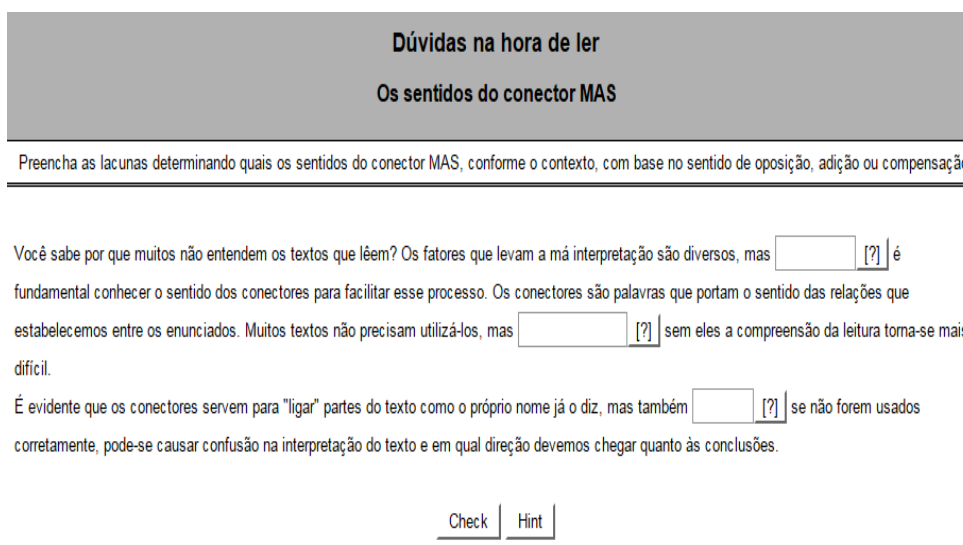 Dúvidas na hora de ler
Os sentidos do conector MAS
Preencha as lacunas determinando quais os sentidos do conector MAS, conforme o contexto, com base no sentido de oposição, adição ou
Você sabe por que muitos não entendem os textos que lêem? Os fatores que levam a má interpretação são diversos, mas [?] é
fundamental conhecer o sentido dos conectores para facilitar esse processo. Os conectores são palavras que portam o sentido das relações que
estabelecemos entre os enunciados. Muitos textos não precisam utilizá-los, mas [?] sem eles a compreensão da leitura torna-se mais
difícil.
É evidente que os conectores servem para "ligar" partes do texto como o próprio nome já o diz, mas também [?] se não forem usados
corretamente, pode-se causar confusão na interpretação do texto e em qual direção devemos chegar quanto às conclusões.
Check Hint